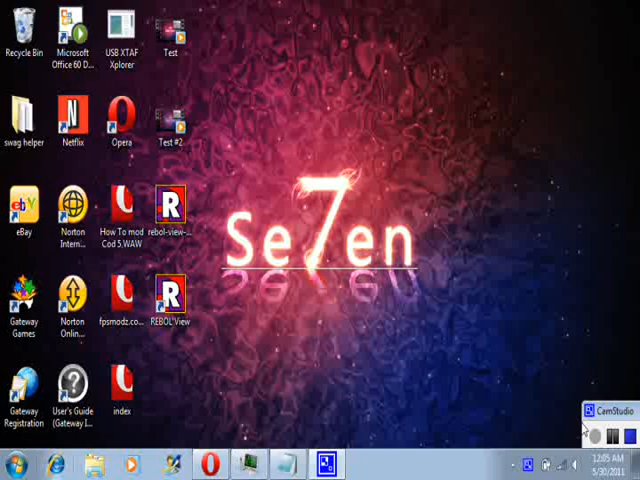 Recycle Bin
Microsoft
Office 60 D...
USB XTAF
Xplorer
Test
swag helper
Netflix
Opera
Test #2
eBay
Norton
Intern...
How To mod
Cod 5.WAW
rebol-view-...
Gateway
Games
Norton
Onlin...
fpsmodz.co...
REBOL'View
Gateway
Registration
User's Guide
(Gateway I...
index
Se7en
CamStudio
12:05 AM
5/30/2011